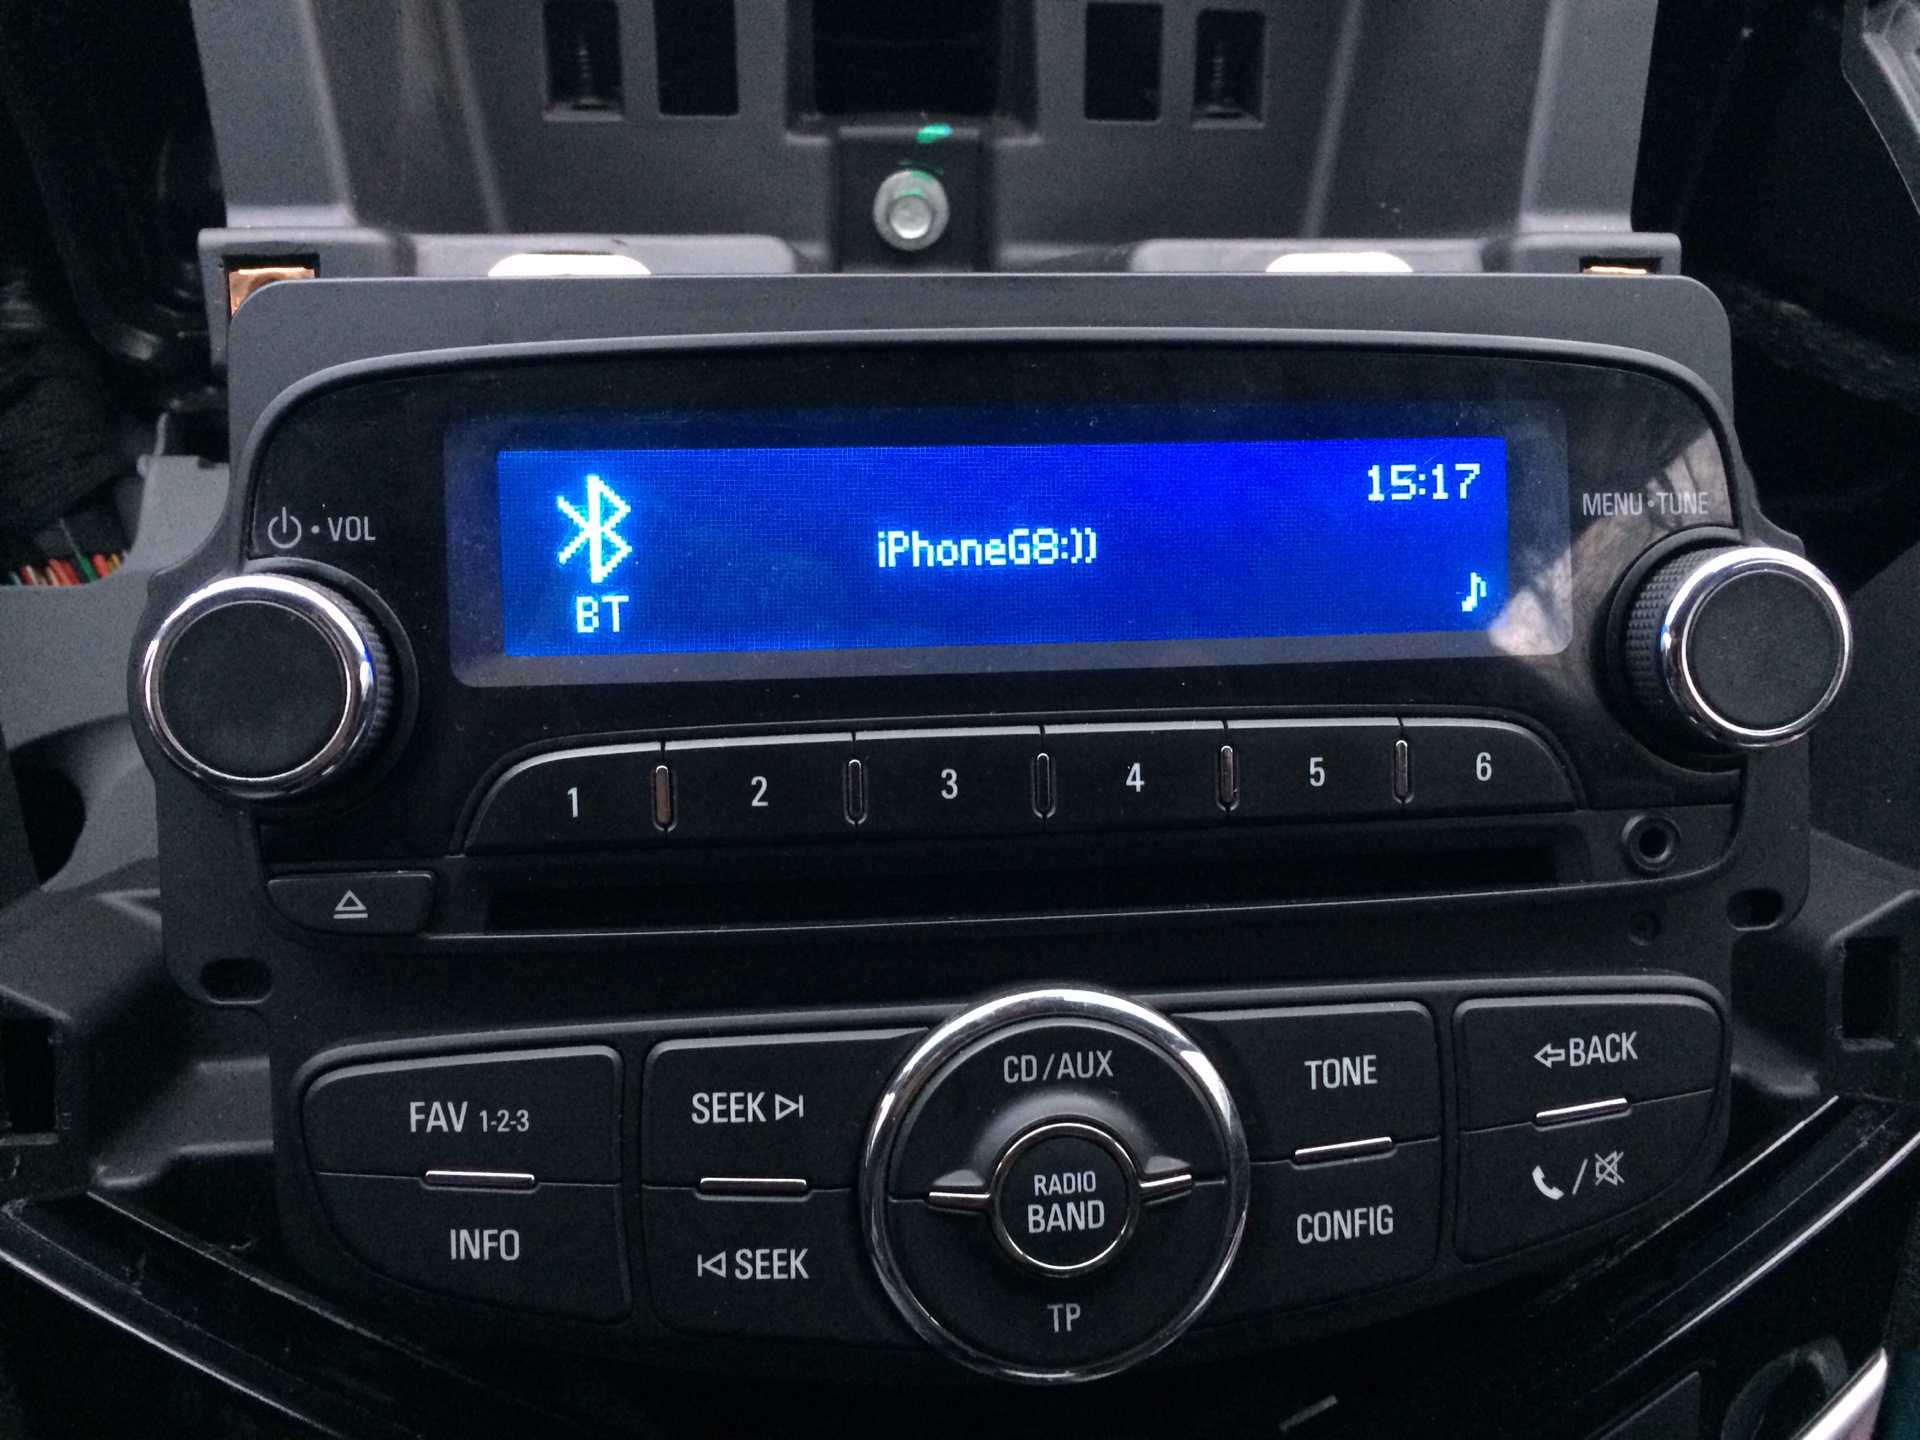 15:17
iPhoneG8:))
BT
VOL
MENU•TUNE
1 2 3 4 5 6
FAV 1-2-3
SEEK
CD/AUX
TONE
BACK
RADIO
BAND
INFO
SEEK
TP
CONFIG
/